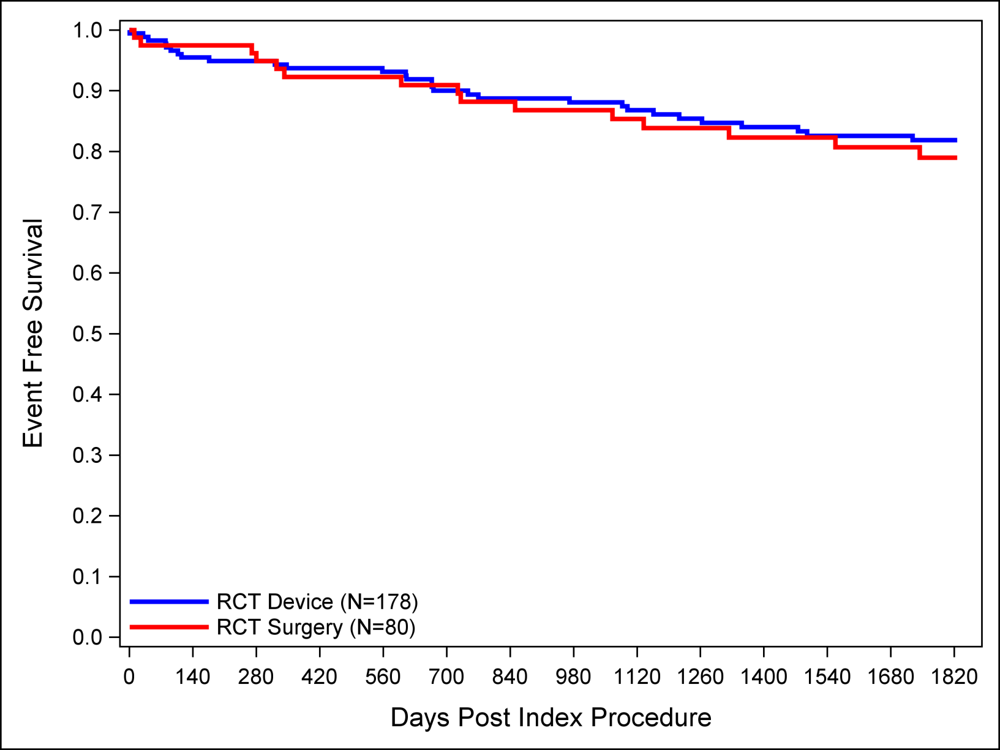 Event Free Survival
1.0
0.9
0.8
0.7
0.6
0.5
0.4
0.3
0.2
0.1
0.0
RCT Device (N=178)
RCT Surgery (N=80)
0 140 280 420 560 700 840 980 1120 1260 1400 1540 1680 1820
Days Post Index Procedure